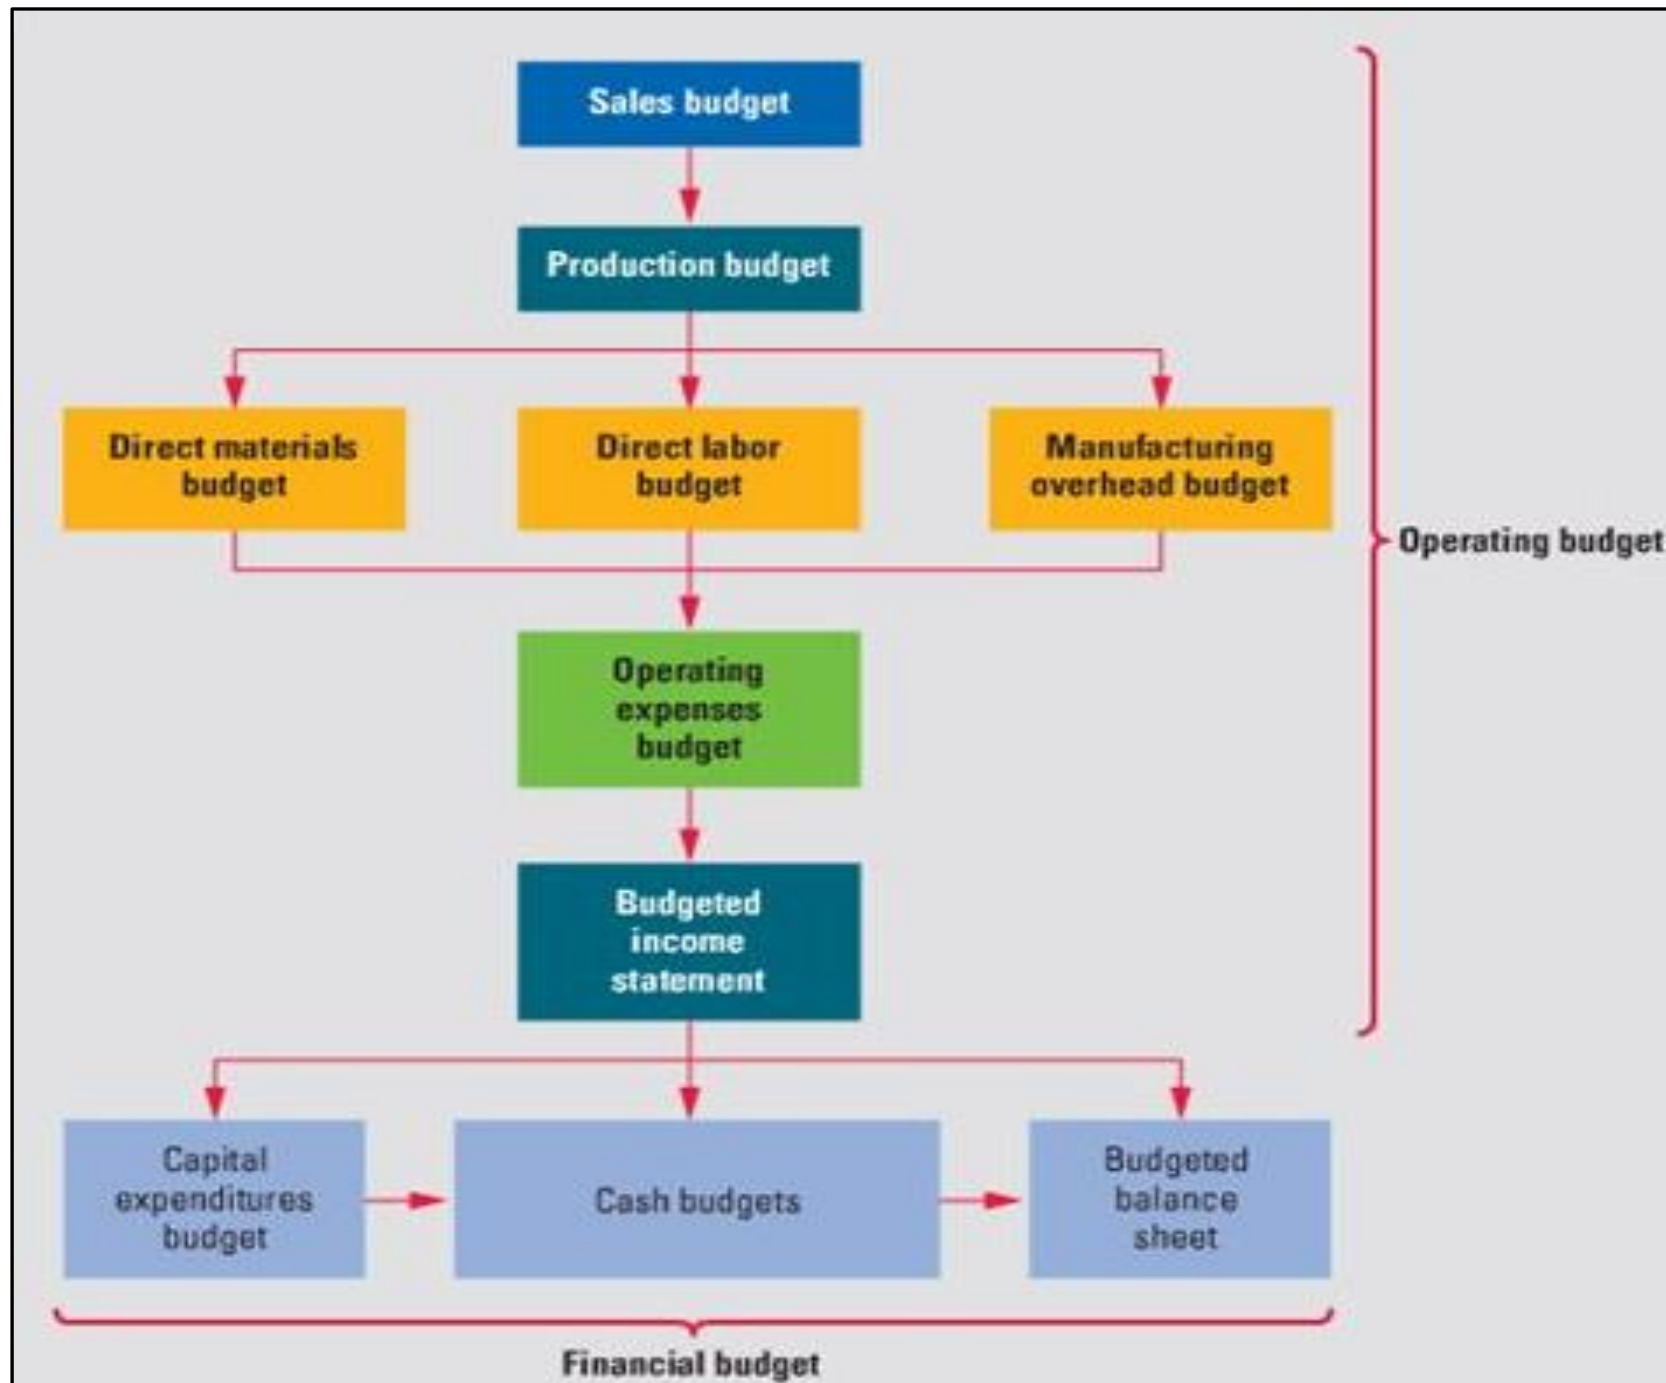 Sales budget
Production budget
Direct materials
budget
Direct labor
budget
Manufacturing
overhead budget
Operating budget
Operating
expenses
budget
Budgeted
income
statement
Capital
expenditures
budget
Cash budgets
Budgeted
balance
sheet
Financial budget